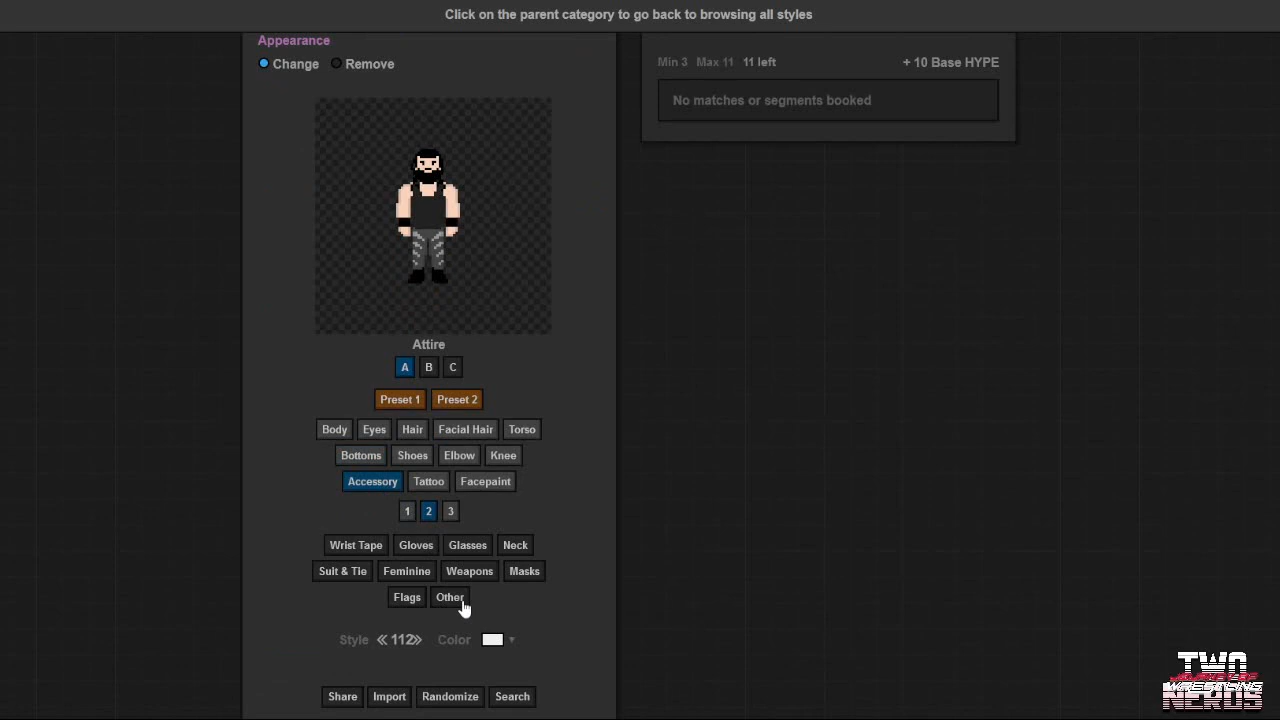 Click on the parent category to go back to browsing all styles
Appearance
Change Remove
Min 3 Max 11 11 left + 10 Base HYPE
No matches or segments booked
Attire
A B C
Preset 1 Preset 2
Body Eyes Hair Facial Hair Torso
Bottoms Shoes Elbow Knee
Accessory Tattoo Facepaint
1 2 3
Wrist Tape Gloves Glasses Neck
Suit & Tie Feminine Weapons Masks
Flags Other
Style 112 Color
Share Import Randomize Search
TWO
WRESTLING
NERDS